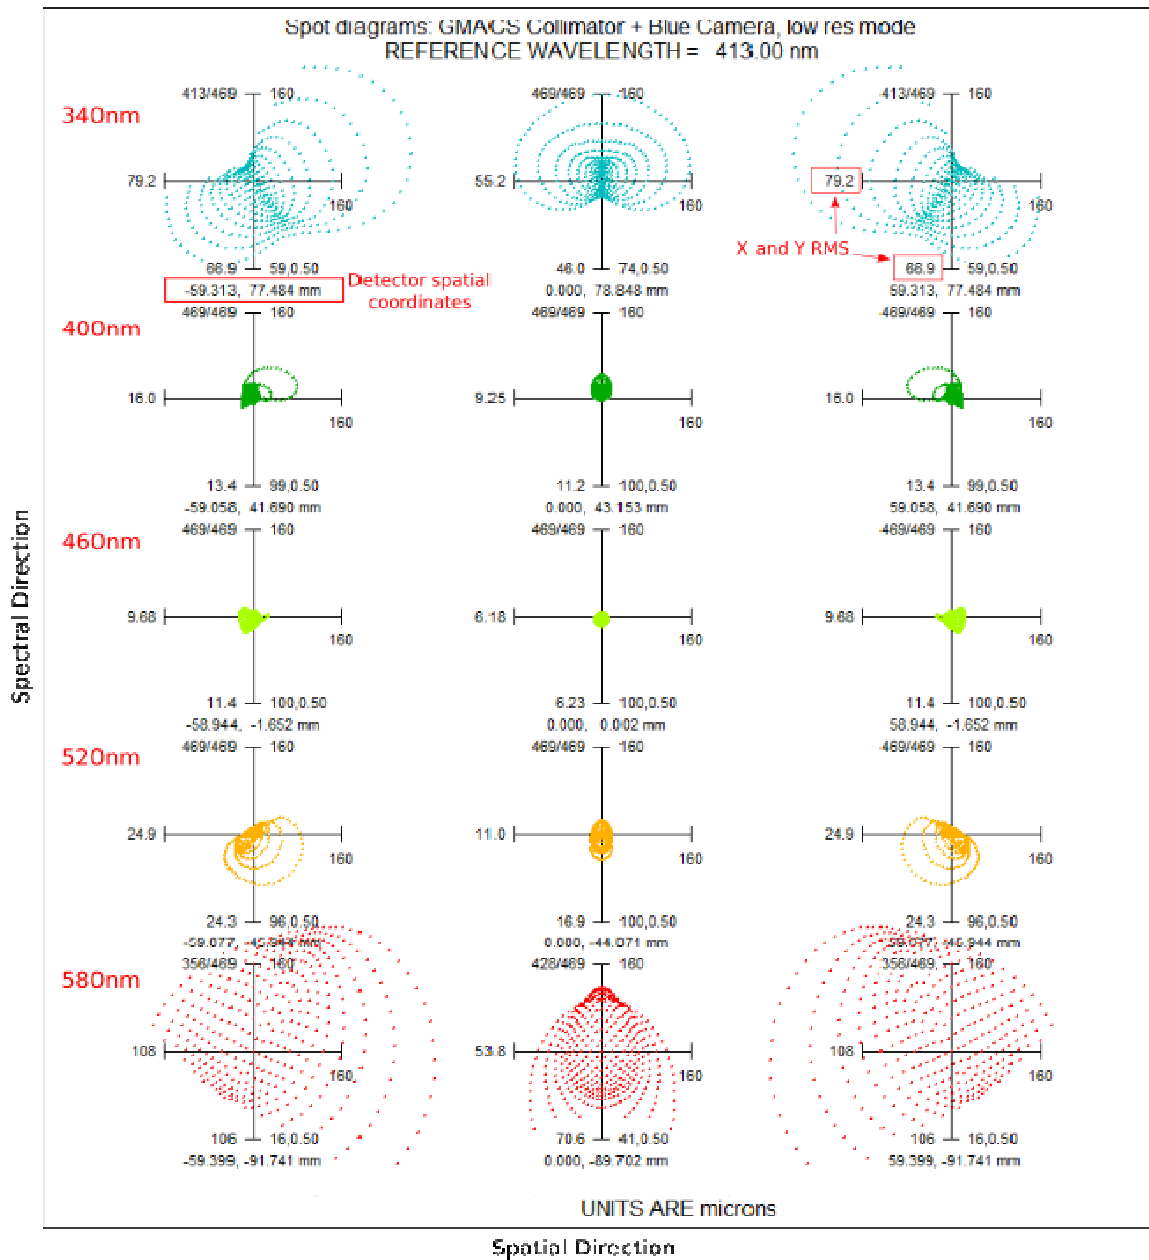 Spot diagrams: GMACS Collimator + Blue Camera, low res mode
REFERENCE WAVELENGTH = 413.00 nm
340nm
413/469 160
469/469 160
413/469 160
79.2
160
55.2
160
79.2
160
X and Y RMS
66.9 59,0.50
46.0 74,0.50
66.9 59,0.50
-59.313, 77.484 mm
0.000, 78.848 mm
59.313, 77.484 mm
Detector spatial
coordinates
400nm
469/469 160
469/469 160
469/469 160
16.0
160
9.25
160
16.0
160
13.4 99,0.50
11.2 100,0.50
13.4 99,0.50
-59.058, 41.690 mm
0.000, 43.153 mm
59.058, 41.690 mm
460nm
469/469 160
469/469 160
469/469 160
9.68
160
6.18
160
9.68
160
11.4 100,0.50
6.23 100,0.50
11.4 100,0.50
-58.944, -1.652 mm
0.000, 0.002 mm
58.944, -1.652 mm
520nm
469/469 160
469/469 160
469/469 160
24.9
160
11.0
160
24.9
160
24.3 96,0.50
16.9 100,0.50
24.3 96,0.50
-59.077, -45.944 mm
0.000, -44.071 mm
59.077, -45.944 mm
580nm
356/469 160
428/469 160
356/469 160
108
160
53.8
160
108
160
106 16,0.50
70.6 41,0.50
106 16,0.50
-59.399, -91.741 mm
0.000, -89.702 mm
59.399, -91.741 mm
UNITS ARE microns
Spectral Direction
Spatial Direction